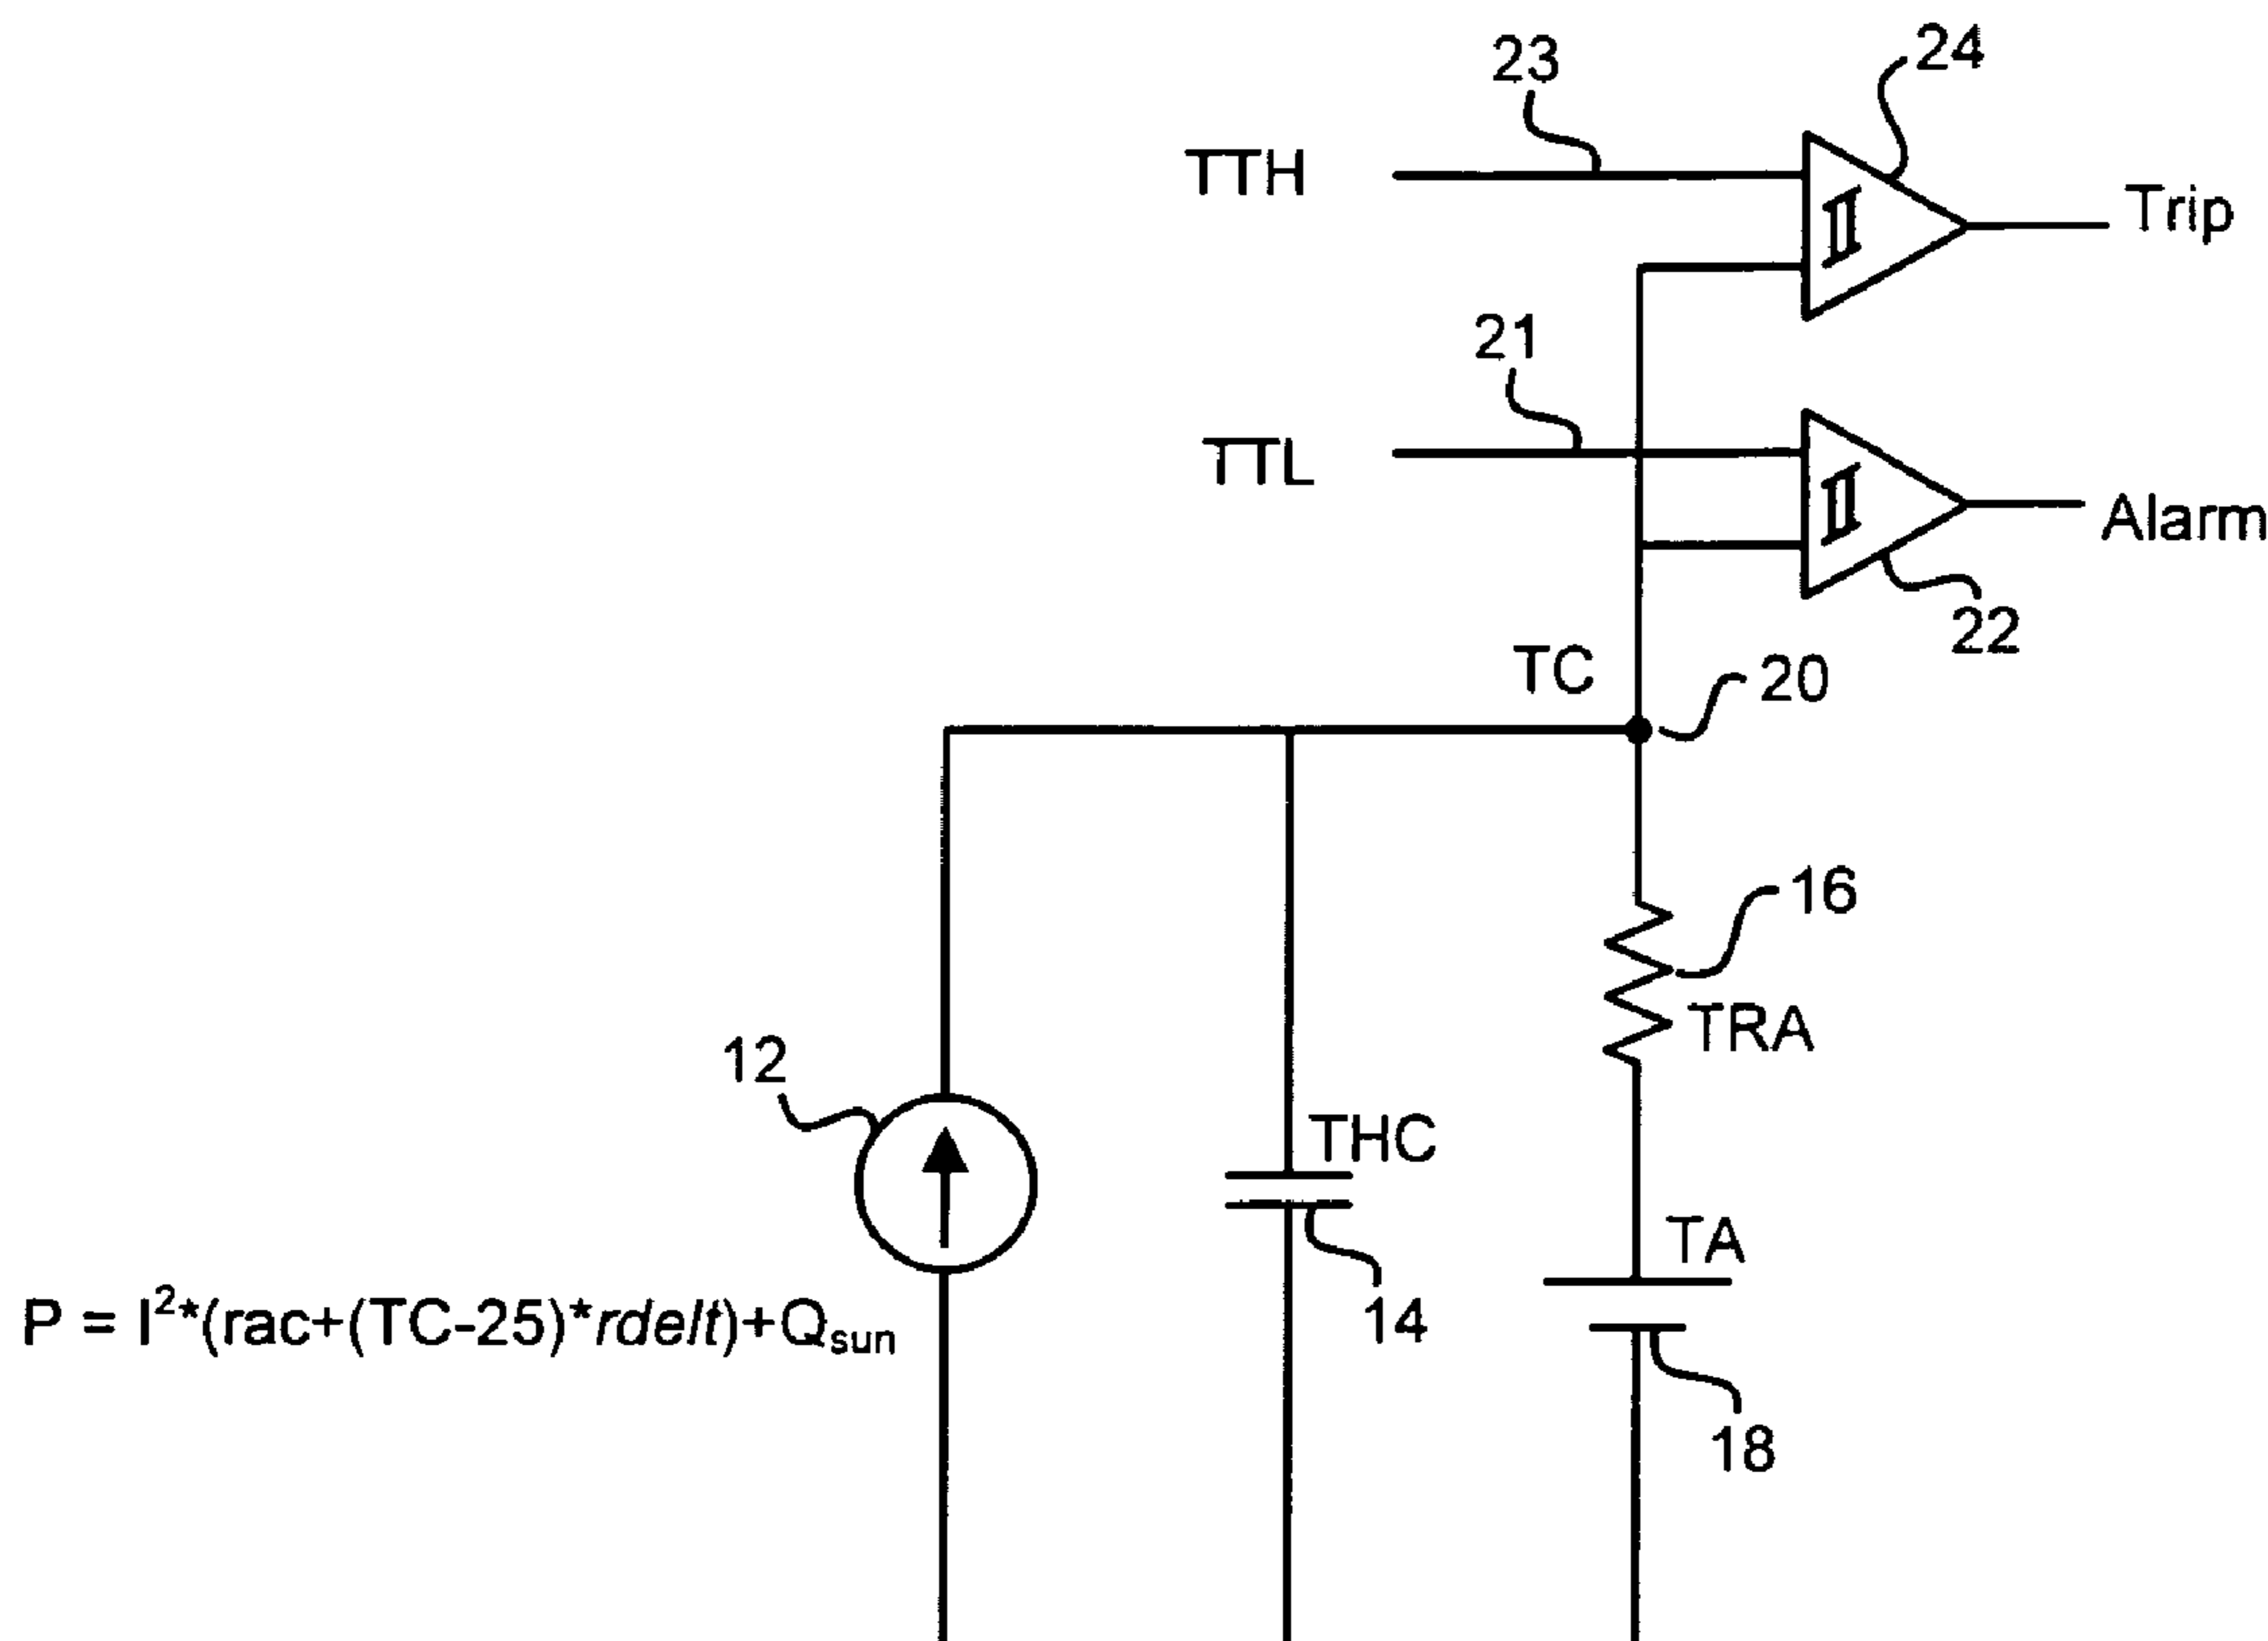 24
23
TTH
Trip
21
TTL
Alarm
22
TC
20
16
TRA
12
THC
TA
P = I²*(rac+(TC-25)*rdelt)+Qsun
14
18